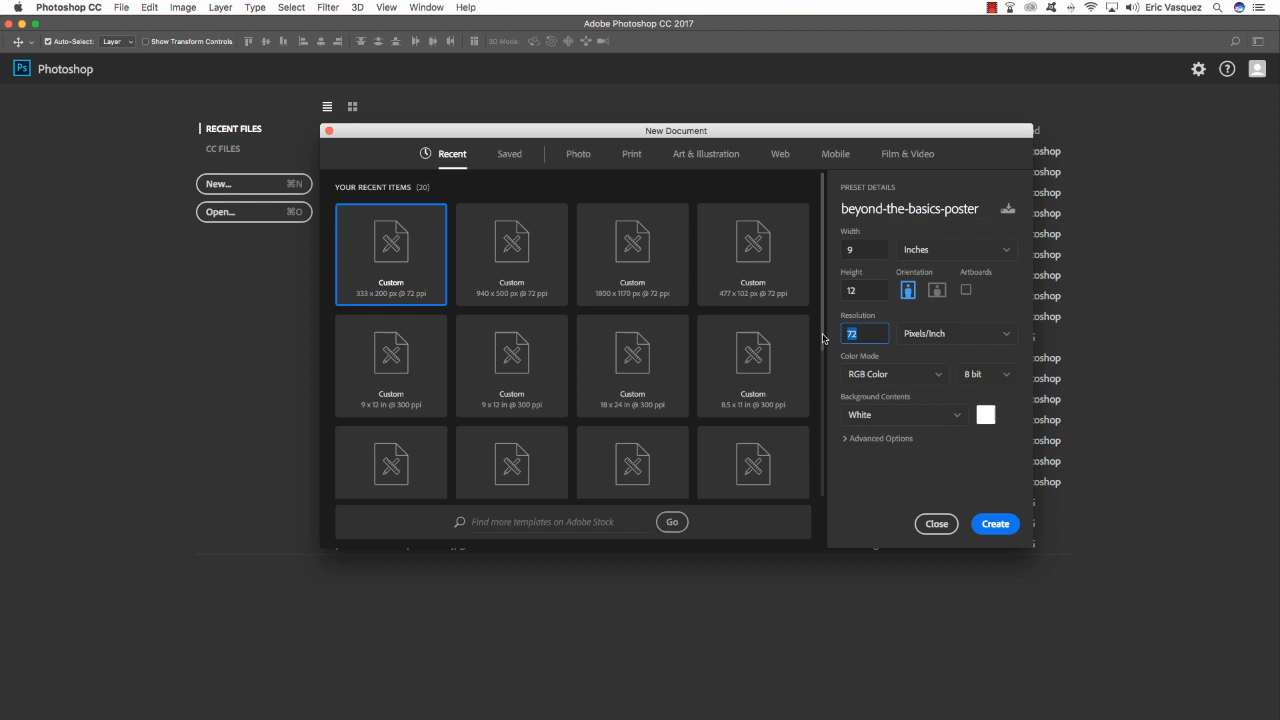 Photoshop CC File Edit Image Layer Type Select Filter 3D View Window Help Eric Vasquez
Adobe Photoshop CC 2017
Auto-Select: Layer Show Transform Controls 3D Mode:
Ps Photoshop
RECENT FILES
CC FILES
New... ⌘N
Open... ⌘O
New Document
Recent Saved Photo Print Art & Illustration Web Mobile Film & Video
YOUR RECENT ITEMS (20)
Custom
333 x 200 px @ 72 ppi
Custom
940 x 500 px @ 72 ppi
Custom
1800 x 1170 px @ 72 ppi
Custom
477 x 102 px @ 72 ppi
Custom
9 x 12 in @ 300 ppi
Custom
9 x 12 in @ 300 ppi
Custom
18 x 24 in @ 300 ppi
Custom
8.5 x 11 in @ 300 ppi
Find more templates on Adobe Stock Go
PRESET DETAILS
beyond-the-basics-poster
Width
9 Inches
Height Orientation Artboards
12
Resolution
72 Pixels/Inch
Color Mode
RGB Color 8 bit
Background Contents
White
Advanced Options
Close Create